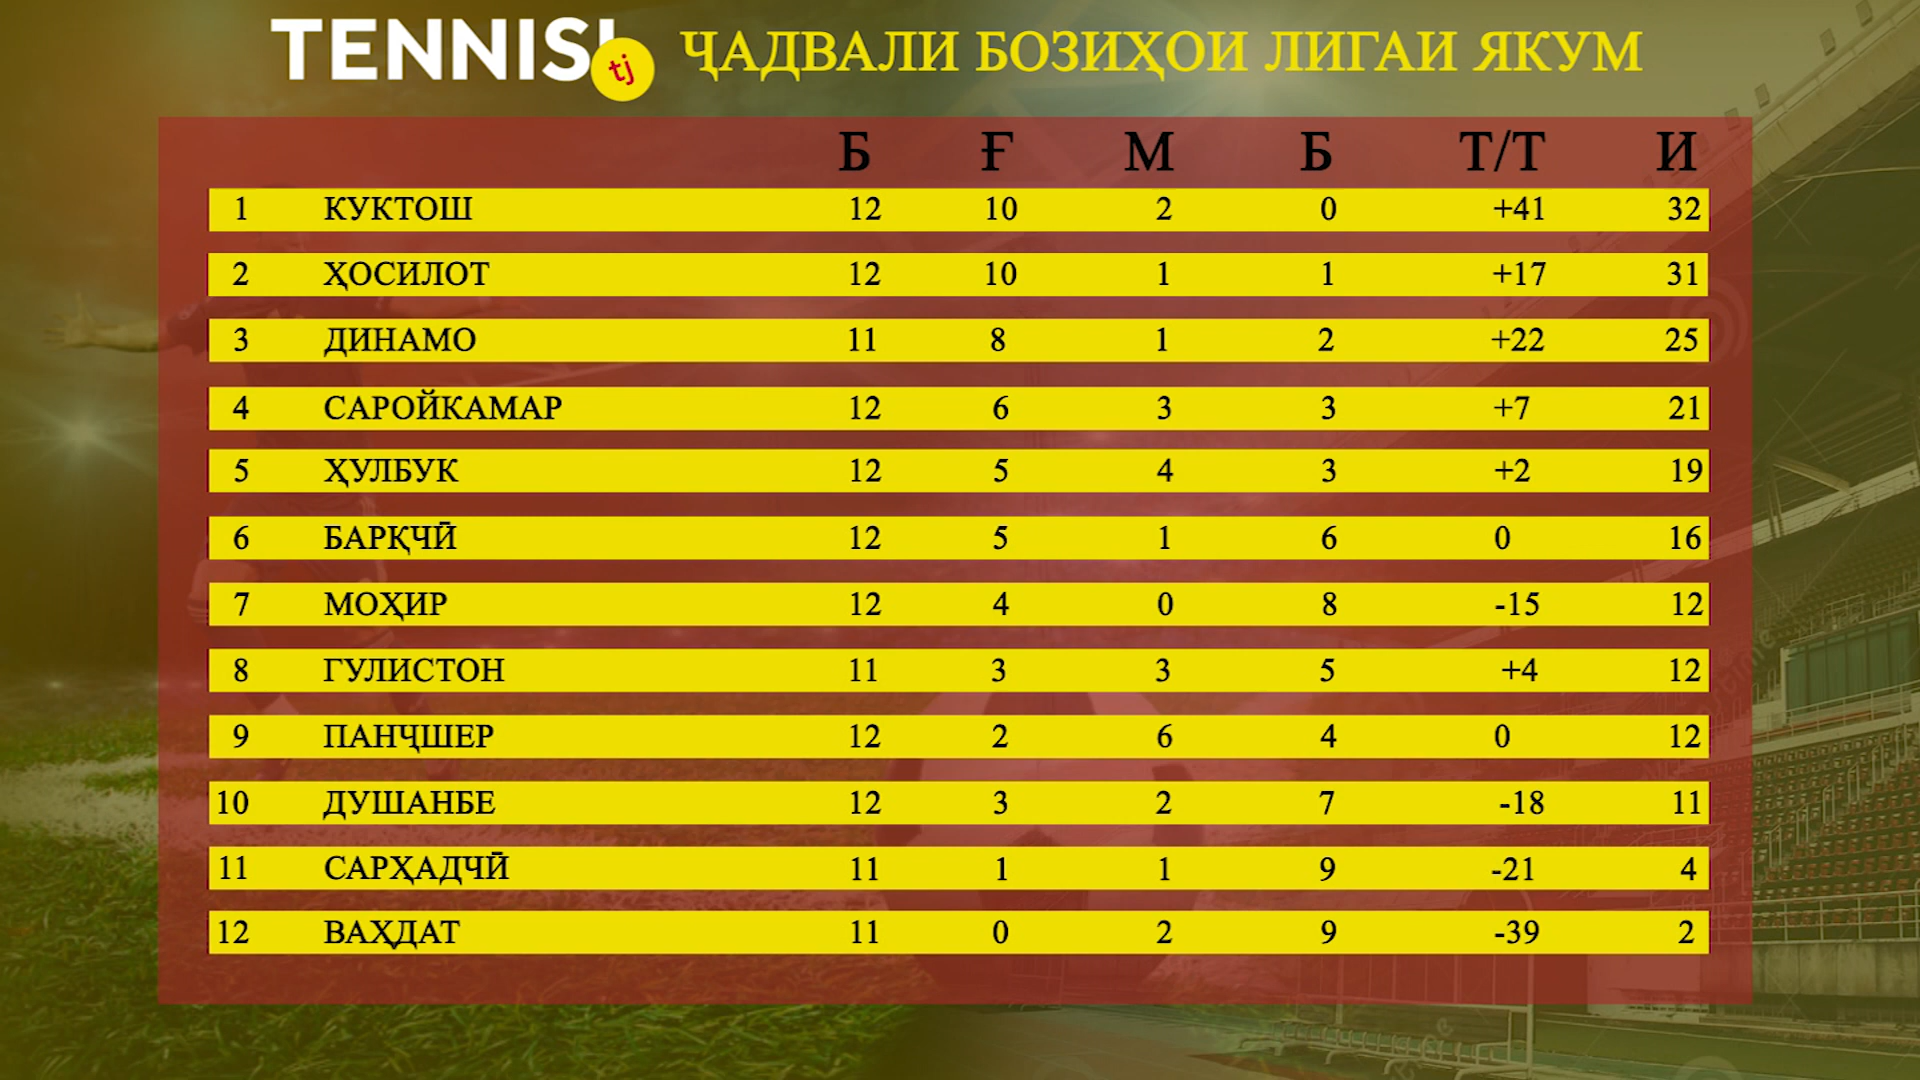 TENNISI tj ҶАДВАЛИ БОЗИҲОИ ЛИГАИ ЯКУМ
Б Ғ М Б Т/Т И
1 КУКТОШ 12 10 2 0 +41 32
2 ҲОСИЛОТ 12 10 1 1 +17 31
3 ДИНАМО 11 8 1 2 +22 25
4 САРОЙКАМАР 12 6 3 3 +7 21
5 ҲУЛБУК 12 5 4 3 +2 19
6 БАРҚЧӢ 12 5 1 6 0 16
7 МОҲИР 12 4 0 8 -15 12
8 ГУЛИСТОН 11 3 3 5 +4 12
9 ПАНҶШЕР 12 2 6 4 0 12
10 ДУШАНБЕ 12 3 2 7 -18 11
11 САРҲАДЧӢ 11 1 1 9 -21 4
12 ВАҲДАТ 11 0 2 9 -39 2